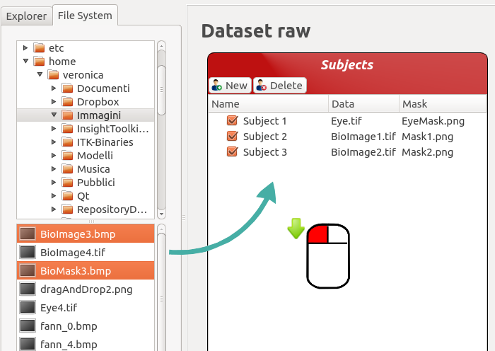 Explorer File System
etc
home
veronica
Documenti
Dropbox
Immagini
InsightToolki...
ITK-Binaries
Modelli
Musica
Pubblici
Qt
RepositoryD...
BioImage3.bmp
BioImage4.tif
BioMask3.bmp
dragAndDrop2.png
Eye4.tif
fann_0.bmp
fann_4.bmp
Dataset raw
Subjects
New Delete
Name Data Mask
Subject 1 Eye.tif EyeMask.png
Subject 2 BioImage1.tif Mask1.png
Subject 3 BioImage2.tif Mask2.png